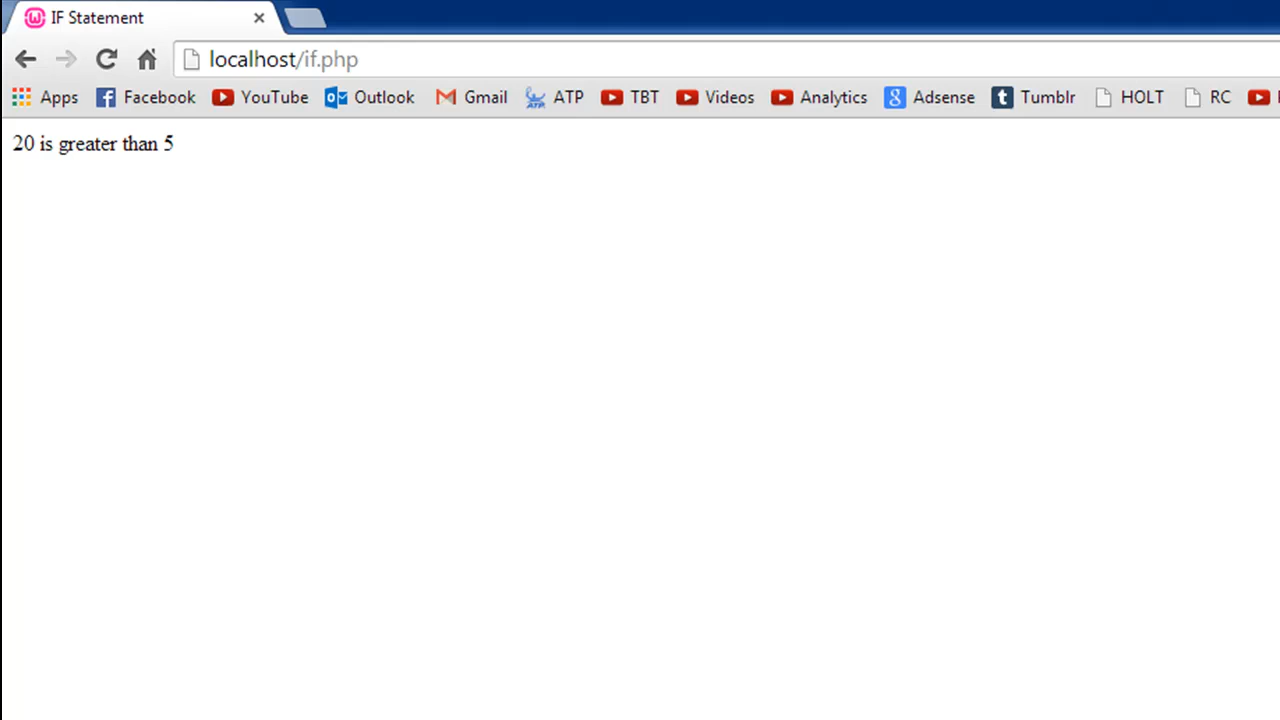 IF Statement
localhost/if.php
Apps Facebook YouTube Outlook Gmail ATP TBT Videos Analytics Adsense Tumblr HOLT RC
20 is greater than 5